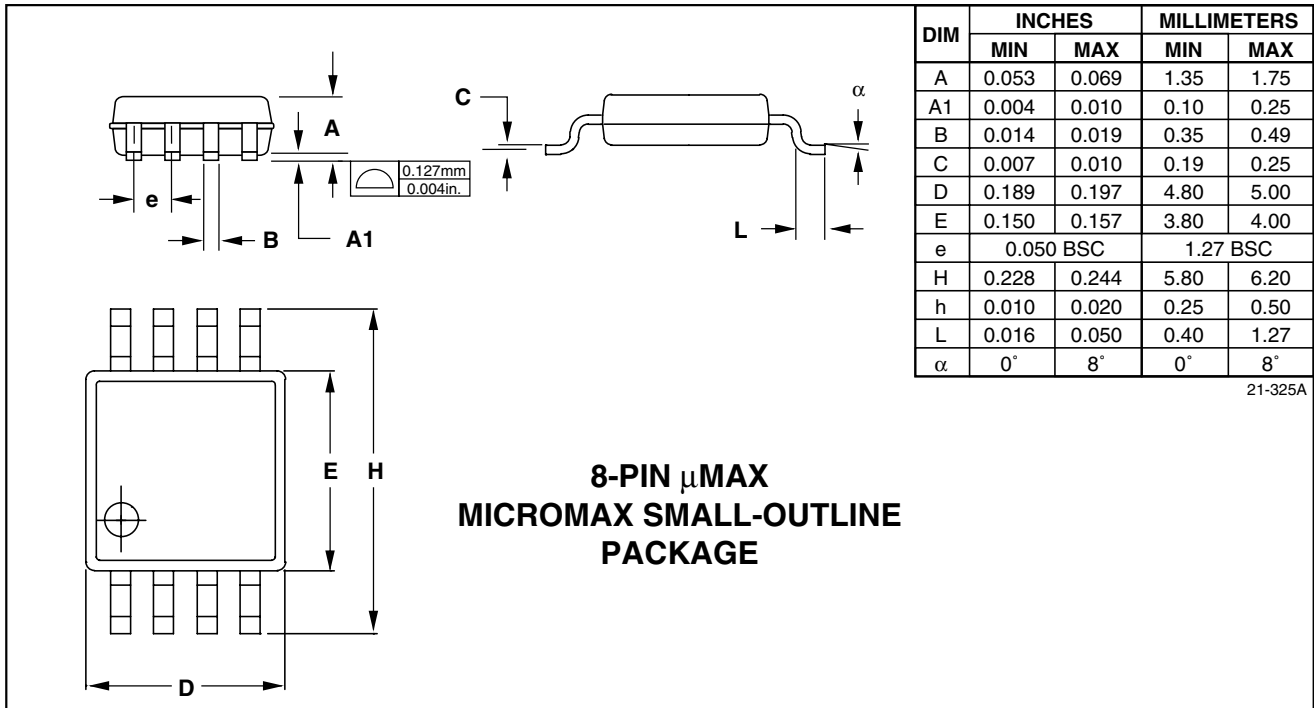 DIM INCHES MILLIMETERS
MIN MAX MIN MAX
A 0.053 0.069 1.35 1.75
A1 0.004 0.010 0.10 0.25
B 0.014 0.019 0.35 0.49
C 0.007 0.010 0.19 0.25
D 0.189 0.197 4.80 5.00
E 0.150 0.157 3.80 4.00
e 0.050 BSC 1.27 BSC
H 0.228 0.244 5.80 6.20
h 0.010 0.020 0.25 0.50
L 0.016 0.050 0.40 1.27
α 0° 8° 0° 8°
21-325A
A
0.127mm
0.004in.
e
B
A1
C
α
L
E
H
D
8-PIN μMAX
MICROMAX SMALL-OUTLINE
PACKAGE